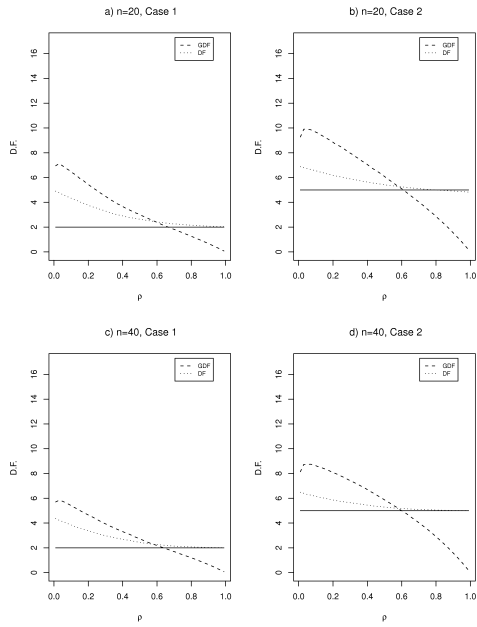 a) n=20, Case 1
GDF
DF
D.F.
0 2 4 6 8 10 12 14 16
0.0 0.2 0.4 0.6 0.8 1.0
ρ
b) n=20, Case 2
GDF
DF
D.F.
0 2 4 6 8 10 12 14 16
0.0 0.2 0.4 0.6 0.8 1.0
ρ
c) n=40, Case 1
GDF
DF
D.F.
0 2 4 6 8 10 12 14 16
0.0 0.2 0.4 0.6 0.8 1.0
ρ
d) n=40, Case 2
GDF
DF
D.F.
0 2 4 6 8 10 12 14 16
0.0 0.2 0.4 0.6 0.8 1.0
ρ